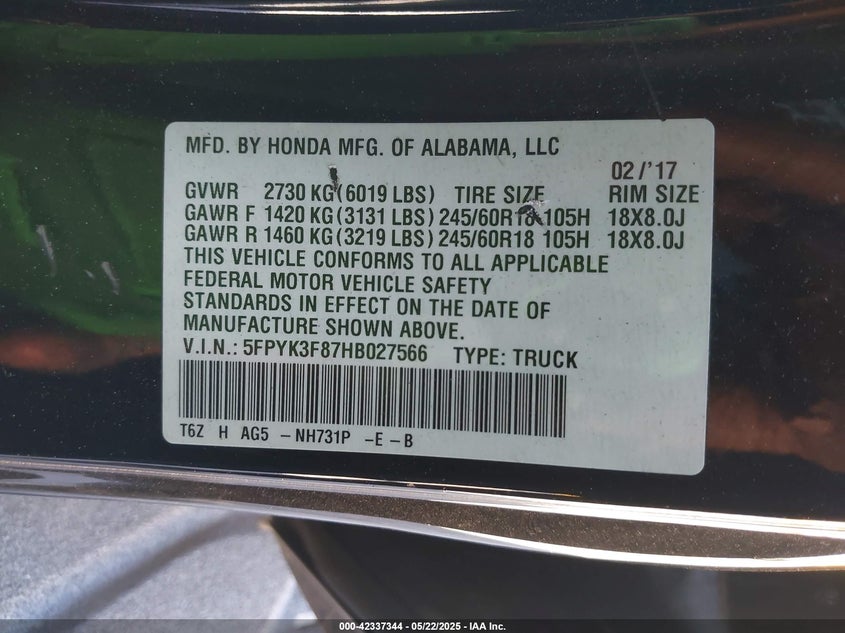 MFD. BY HONDA MFG. OF ALABAMA, LLC
02/'17
GVWR 2730 KG(6019 LBS) TIRE SIZE RIM SIZE
GAWR F 1420 KG(3131 LBS) 245/60R18 105H 18X8.0J
GAWR R 1460 KG(3219 LBS) 245/60R18 105H 18X8.0J
THIS VEHICLE CONFORMS TO ALL APPLICABLE
FEDERAL MOTOR VEHICLE SAFETY
STANDARDS IN EFFECT ON THE DATE OF
MANUFACTURE SHOWN ABOVE.
V.I.N.: 5FPYK3F87HB027566 TYPE: TRUCK
T6Z H AG5 -NH731P -E-B
000-42337344 - 05/22/2025 - IAA Inc.